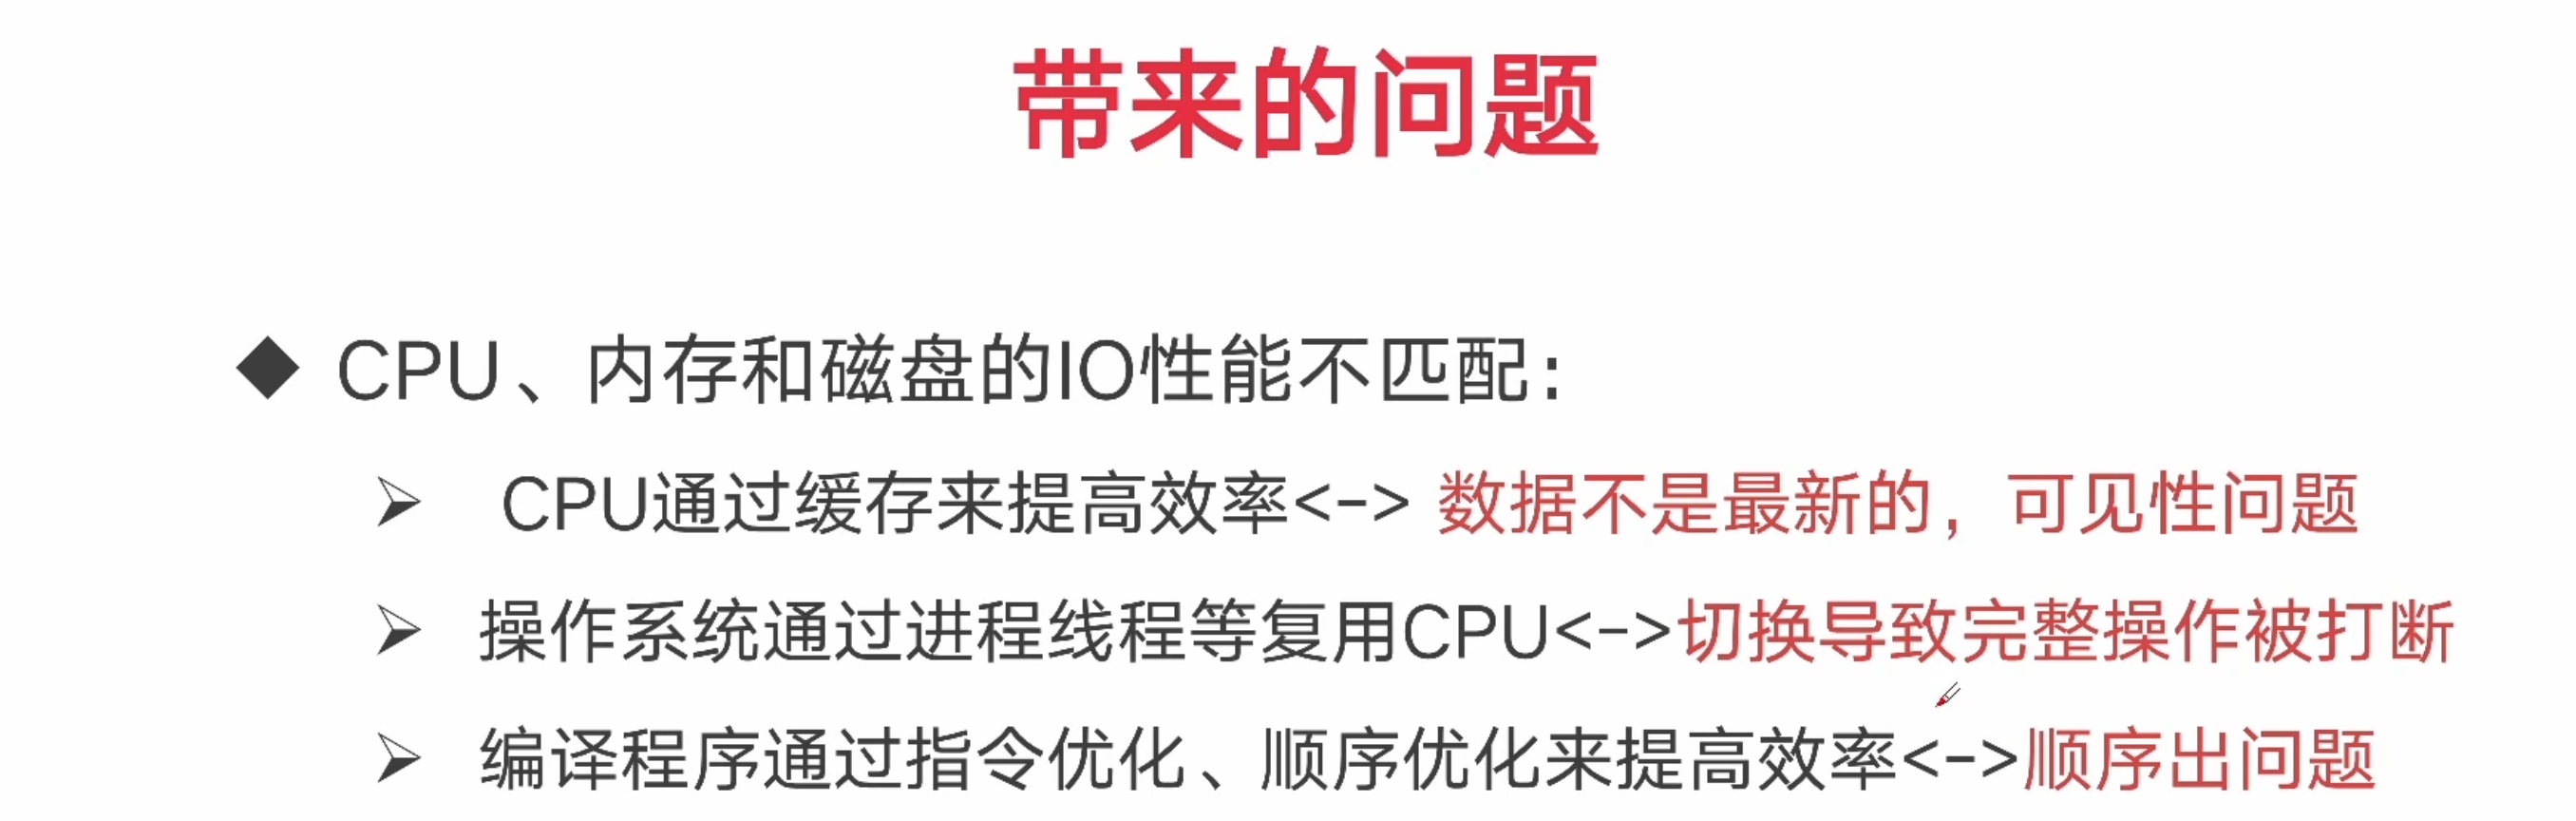 带来的问题
CPU、内存和磁盘的IO性能不匹配：
CPU通过缓存来提高效率<-> 数据不是最新的，可见性问题
操作系统通过进程线程等复用CPU<->切换导致完整操作被打断
编译程序通过指令优化、顺序优化来提高效率<->顺序出问题